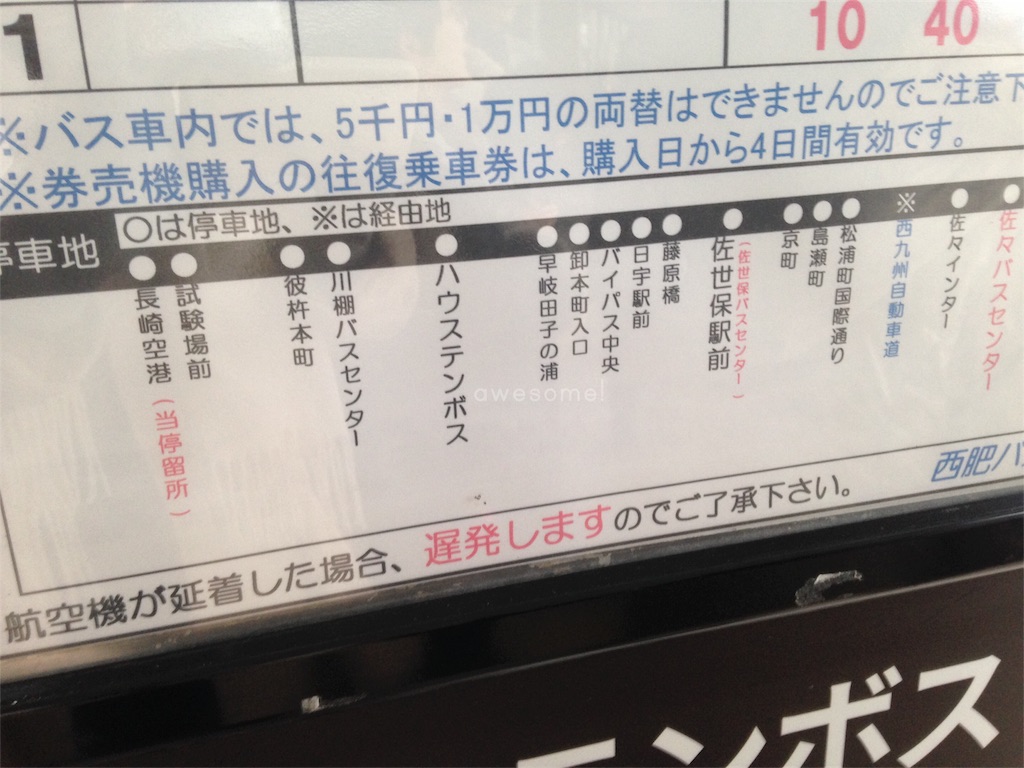 1
10 40
※バス車内では、5千円・1万円の両替はできませんのでご注意下
※券売機購入の往復乗車券は、購入日から4日間有効です。
停車地
○は停車地、※は経由地
長崎空港(当停留所)
試験場前
彼杵本町
川棚バスセンター
ハウステンボス
早岐田子の浦
卸本町入口
バイパス中央
日宇駅前
藤原橋
佐世保駅前
(佐世保バスセンター)
京町
島瀬町
松浦町国際通り
※西九州自動車道
佐々インター
佐々バスセンター
awesome!
西肥バ
航空機が延着した場合、遅発しますのでご了承下さい。
テンボス